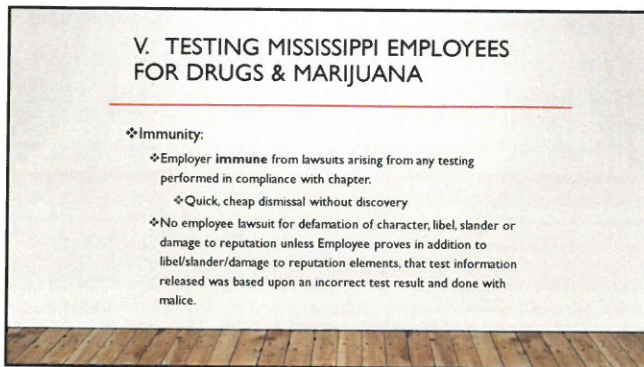 V. TESTING MISSISSIPPI EMPLOYEES
FOR DRUGS & MARIJUANA
❖Immunity:
❖Employer immune from lawsuits arising from any testing
performed in compliance with chapter.
❖Quick, cheap dismissal without discovery
❖No employee lawsuit for defamation of character, libel, slander or
damage to reputation unless Employee proves in addition to
libel/slander/damage to reputation elements, that test information
released was based upon an incorrect test result and done with
malice.